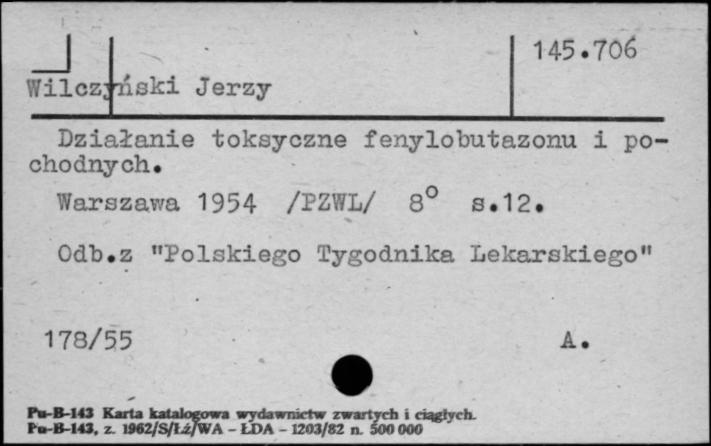 145.706
Wilczyński Jerzy
Działanie toksyczne fenylobutazonu i po-
chodnych.
Warszawa 1954 /PZWL/ 8° s.12.
Odb.z "Polskiego Tygodnika Lekarskiego"
178/55 A.
Pu-B-143 Karta katalogowa wydawnictw zwartych i ciągłych.
Pu-B-143, z. 1962/S/Łź/WA - ŁDA - 1203/82 n. 500 000